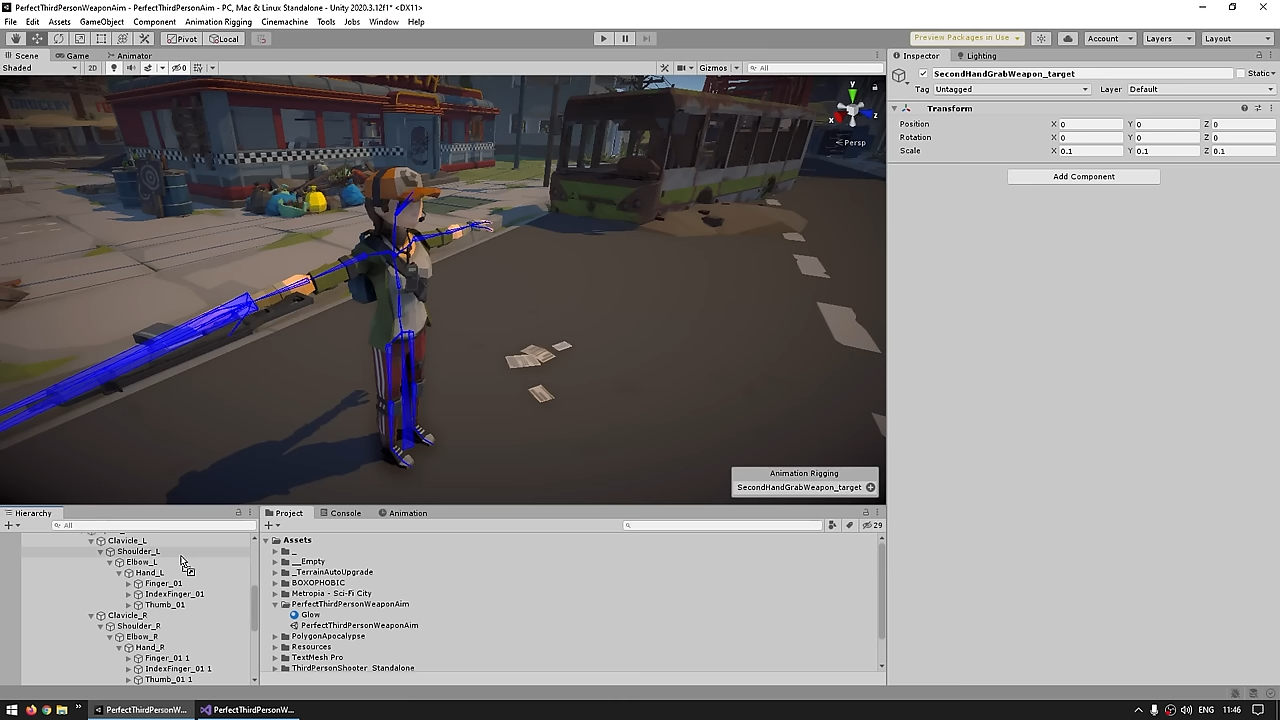 PerfectThirdPersonWeaponAim - PerfectThirdPersonAim - PC, Mac & Linux Standalone - Unity 2020.3.12f1* <DX11>
File Edit Assets GameObject Component Animation Rigging Cinemachine Tools Jobs Window Help
Pivot Local Preview Packages in Use Account Layers Layout
Scene Game Animator
Shaded 2D 0 Gizmos All
GROCERY
y
x
z
Persp
Animation Rigging
SecondHandGrabWeapon_target
Inspector Lighting
SecondHandGrabWeapon_target Static
Tag Untagged Layer Default
Transform
Position X 0 Y 0 Z 0
Rotation X 0 Y 0 Z 0
Scale X 0.1 Y 0.1 Z 0.1
Add Component
Hierarchy
All
Clavicle_L
Shoulder_L
Elbow_L
Hand_L
Finger_01
IndexFinger_01
Thumb_01
Clavicle_R
Shoulder_R
Elbow_R
Hand_R
Finger_01 1
IndexFinger_01 1
Thumb_01 1
Project Console Animation
29
Assets
_
__Empty
_TerrainAutoUpgrade
BOXOPHOBIC
Metropia - Sci-Fi City
PerfectThirdPersonWeaponAim
Glow
PerfectThirdPersonWeaponAim
PolygonApocalypse
Resources
TextMesh Pro
ThirdPersonShooter_Standalone
PerfectThirdPersonW... PerfectThirdPersonW...
ENG 11:46